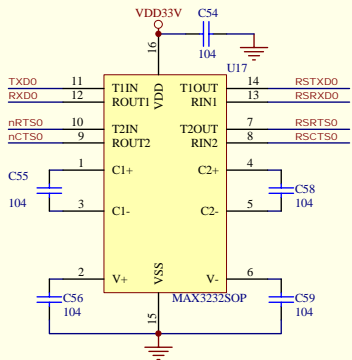 VDD33V
C54
104
16
U17
TXD0 11 T1IN VDD T1OUT 14 RSTXD0
RXD0 12 ROUT1 RIN1 13 RSRXD0
nRTS0 10 T2IN T2OUT 7 RSRTS0
nCTS0 9 ROUT2 RIN2 8 RSCTS0
C55 1 C1+ C2+ 4
104 C58
3 C1- C2- 5 104
2 V+ VSS V- 6
C56 MAX3232SOP C59
104 15 104